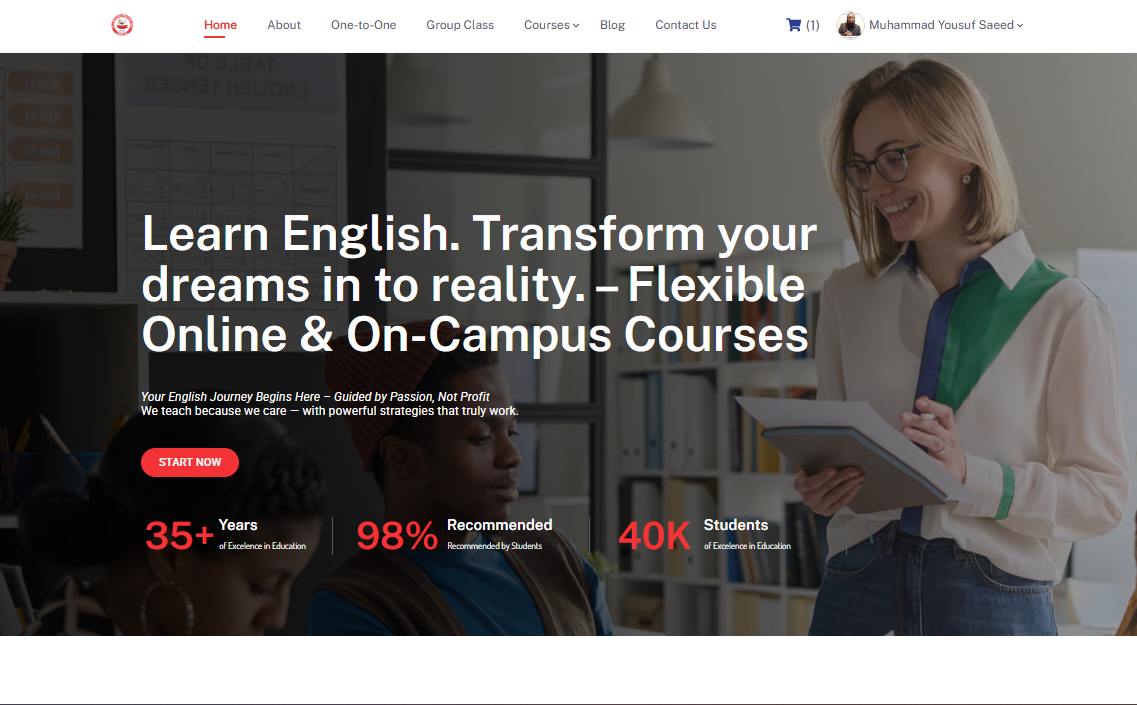 Home
About
One-to-One
Group Class
Courses
Blog
Contact Us
(1)
Muhammad Yousuf Saeed
TABLE OF
ENGLISH TENSES
Learn English. Transform your
dreams in to reality. – Flexible
Online & On-Campus Courses
Your English Journey Begins Here – Guided by Passion, Not Profit
We teach because we care — with powerful strategies that truly work.
START NOW
35+ Years
of Excelence in Education
98% Recommended
Recommended by Students
40K Students
of Excelence in Education